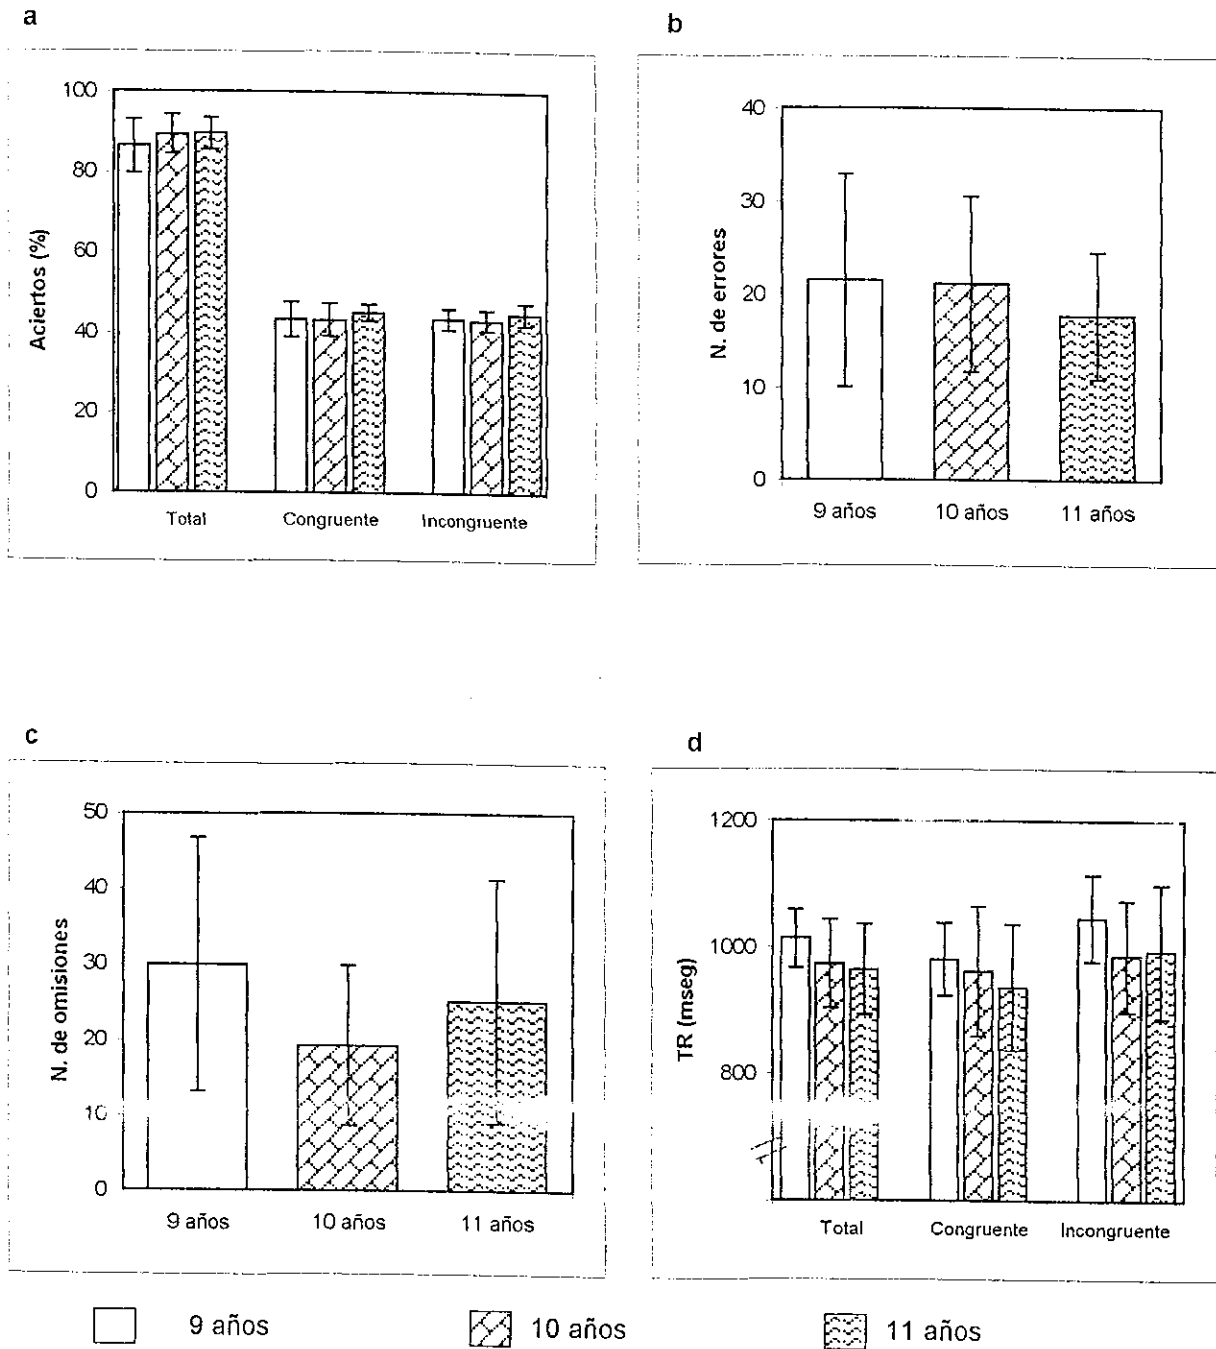 a
100
80
60
40
20
0
Aciertos (%)
Total Congruente Incongruente
b
40
30
20
10
0
N. de errores
9 años 10 años 11 años
c
50
40
30
20
10
0
N. de omisiones
9 años 10 años 11 años
d
1200
1000
800
TR (mseg)
Total Congruente Incongruente
9 años 10 años 11 años